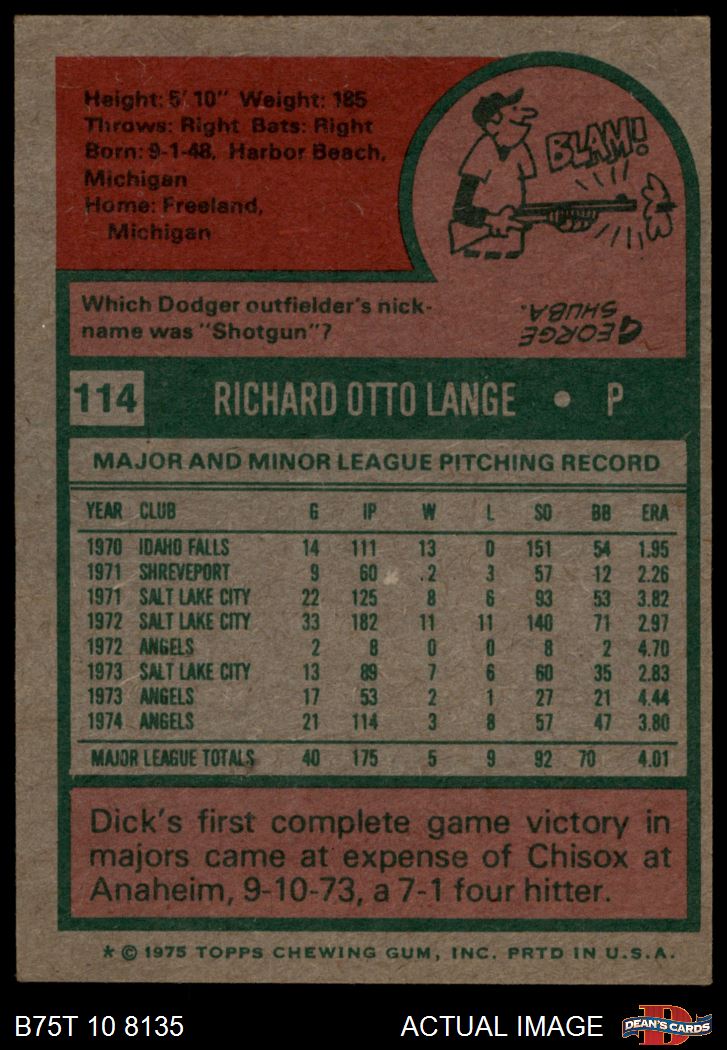 Height: 5' 10" Weight: 185
Throws: Right Bats: Right
Born: 9-1-48, Harbor Beach,
Michigan
Home: Freeland,
Michigan
BLAM!
Which Dodger outfielder's nick-
name was "Shotgun"?
GEORGE
SHUBA.
114 RICHARD OTTO LANGE • P
MAJOR AND MINOR LEAGUE PITCHING RECORD
YEAR CLUB G IP W L SO BB ERA
1970 IDAHO FALLS 14 111 13 0 151 54 1.95
1971 SHREVEPORT 9 60 .2 3 57 12 2.26
1971 SALT LAKE CITY 22 125 8 6 93 53 3.82
1972 SALT LAKE CITY 33 182 11 11 140 71 2.97
1972 ANGELS 2 8 0 0 8 2 4.70
1973 SALT LAKE CITY 13 89 7 6 60 35 2.83
1973 ANGELS 17 53 2 1 27 21 4.44
1974 ANGELS 21 114 3 8 57 47 3.80
MAJOR LEAGUE TOTALS 40 175 5 9 92 70 4.01
Dick's first complete game victory in
majors came at expense of Chisox at
Anaheim, 9-10-73, a 7-1 four hitter.
* © 1975 TOPPS CHEWING GUM, INC. PRTD IN U.S.A.
B75T 10 8135 ACTUAL IMAGE D DEAN'S CARDS